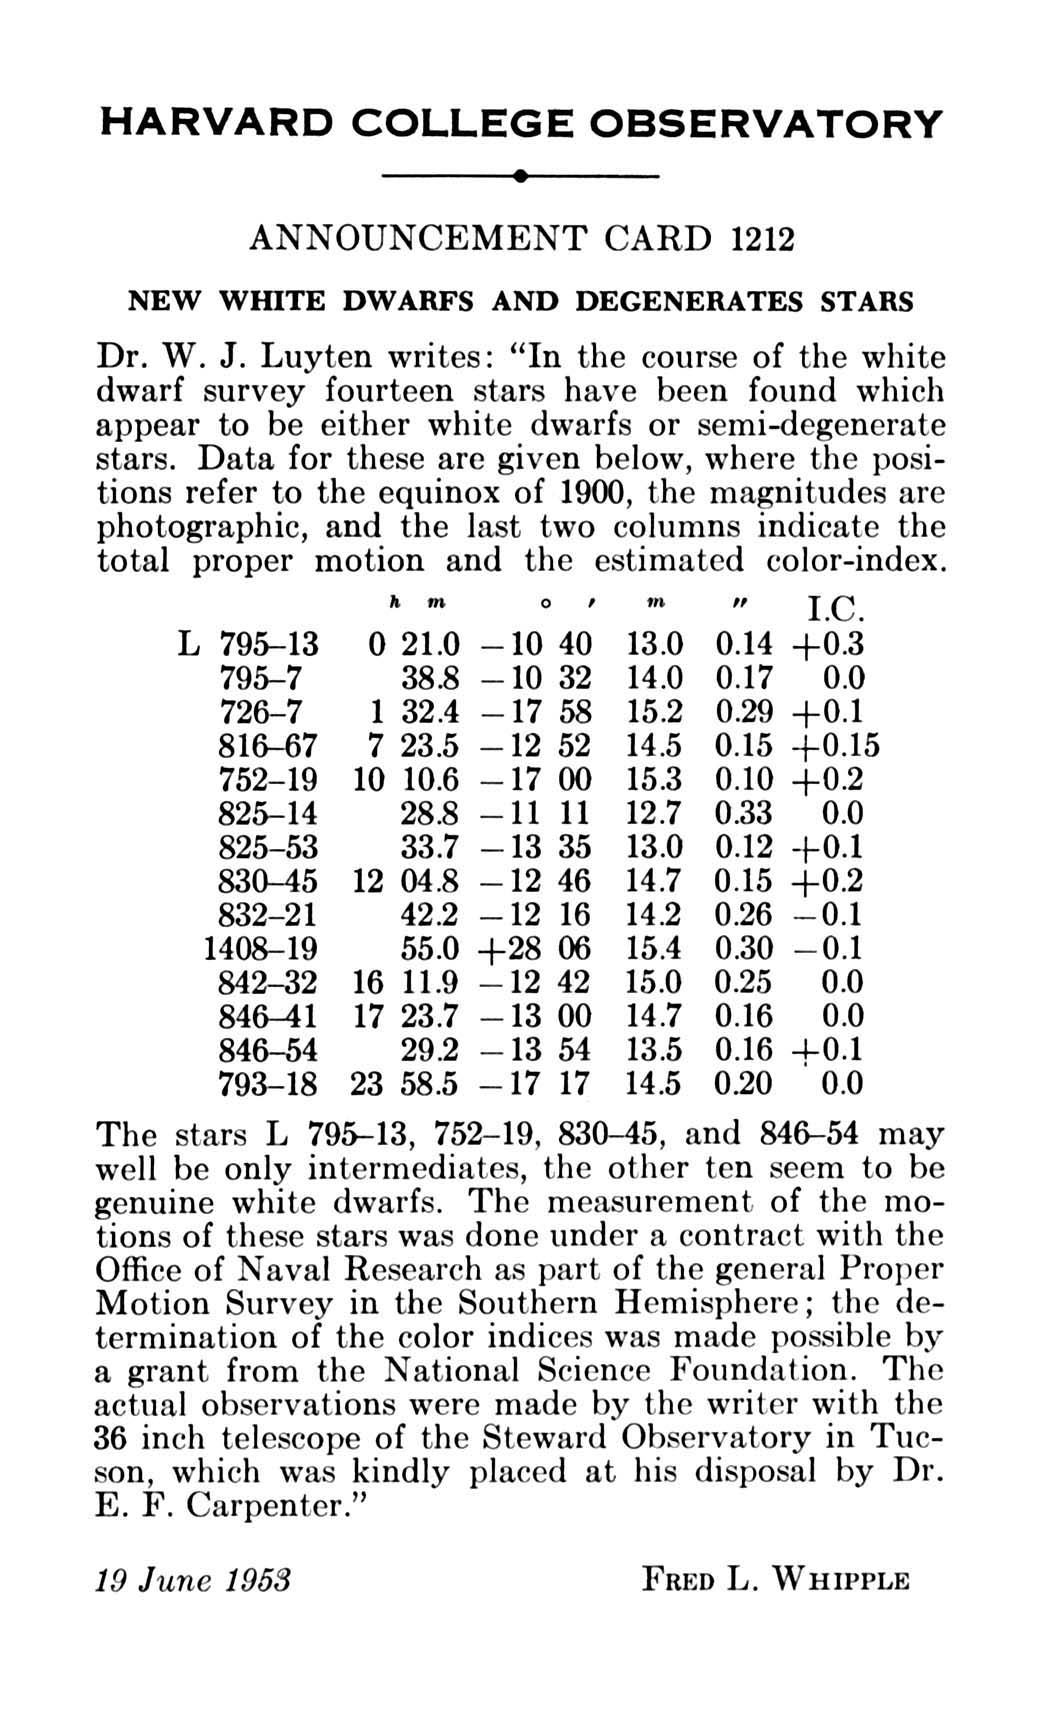 HARVARD COLLEGE OBSERVATORY
ANNOUNCEMENT CARD 1212
NEW WHITE DWARFS AND DEGENERATES STARS
Dr. W. J. Luyten writes: “In the course of the white
dwarf survey fourteen stars have been found which
appear to be either white dwarfs or semi-degenerate
stars. Data for these are given below, where the posi-
tions refer to the equinox of 1900, the magnitudes are
photographic, and the last two columns indicate the
total proper motion and the estimated color-index.
h m ° ′ m ″ I.C.
L 795–13 0 21.0 –10 40 13.0 0.14 +0.3
795–7 38.8 –10 32 14.0 0.17 0.0
726–7 1 32.4 –17 58 15.2 0.29 +0.1
816–67 7 23.5 –12 52 14.5 0.15 +0.15
752–19 10 10.6 –17 00 15.3 0.10 +0.2
825–14 28.8 –11 11 12.7 0.33 0.0
825–53 33.7 –13 35 13.0 0.12 +0.1
830–45 12 04.8 –12 46 14.7 0.15 +0.2
832–21 42.2 –12 16 14.2 0.26 –0.1
1408–19 55.0 +28 06 15.4 0.30 –0.1
842–32 16 11.9 –12 42 15.0 0.25 0.0
846–41 17 23.7 –13 00 14.7 0.16 0.0
846–54 29.2 –13 54 13.5 0.16 +0.1
793–18 23 58.5 –17 17 14.5 0.20 0.0
The stars L 795–13, 752–19, 830–45, and 846–54 may
well be only intermediates, the other ten seem to be
genuine white dwarfs. The measurement of the mo-
tions of these stars was done under a contract with the
Office of Naval Research as part of the general Proper
Motion Survey in the Southern Hemisphere; the de-
termination of the color indices was made possible by
a grant from the National Science Foundation. The
actual observations were made by the writer with the
36 inch telescope of the Steward Observatory in Tuc-
son, which was kindly placed at his disposal by Dr.
E. F. Carpenter.”
19 June 1953 FRED L. WHIPPLE